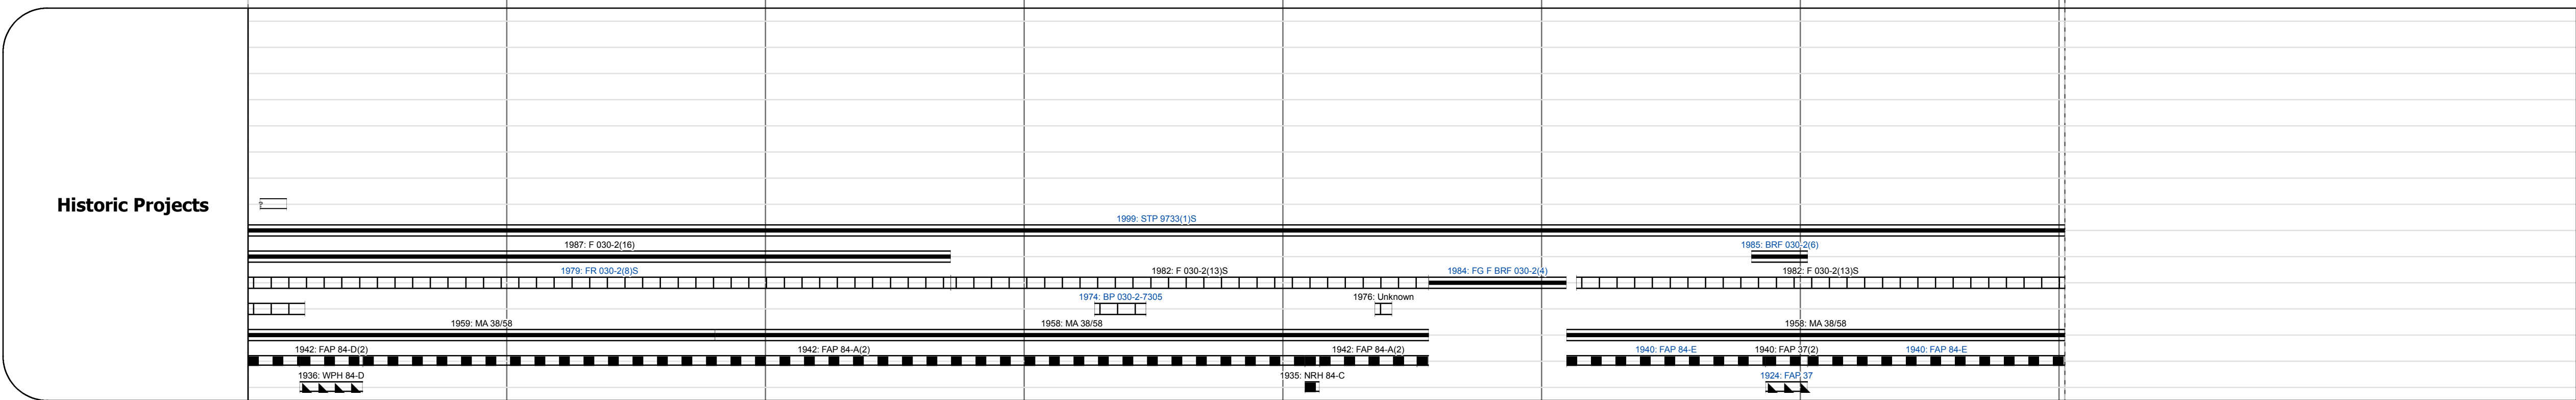 1999: STP 9733(1)S
1987: F 030-2(16)
1985: BRF 030-2(6)
Historic Projects
1979: FR 030-2(8)S
1982: F 030-2(13)S
1984: FG F BRF 030-2(4)
1982: F 030-2(13)S
1974: BP 030-2-7305
1976: Unknown
1959: MA 38/58
1958: MA 38/58
1958: MA 38/58
1942: FAP 84-D(2)
1942: FAP 84-A(2)
1942: FAP 84-A(2)
1940: FAP 84-E
1940: FAP 37(2)
1940: FAP 84-E
1936: WPH 84-D
1935: NRH 84-C
1924: FAP 37